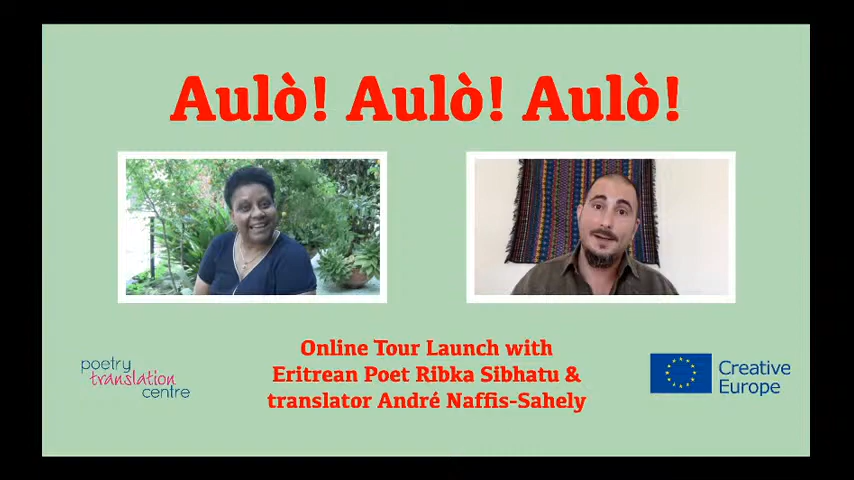 Aulò! Aulò! Aulò!
Online Tour Launch with
Eritrean Poet Ribka Sibhatu &
translator André Naffis-Sahely
poetry
translation
centre
Creative
Europe